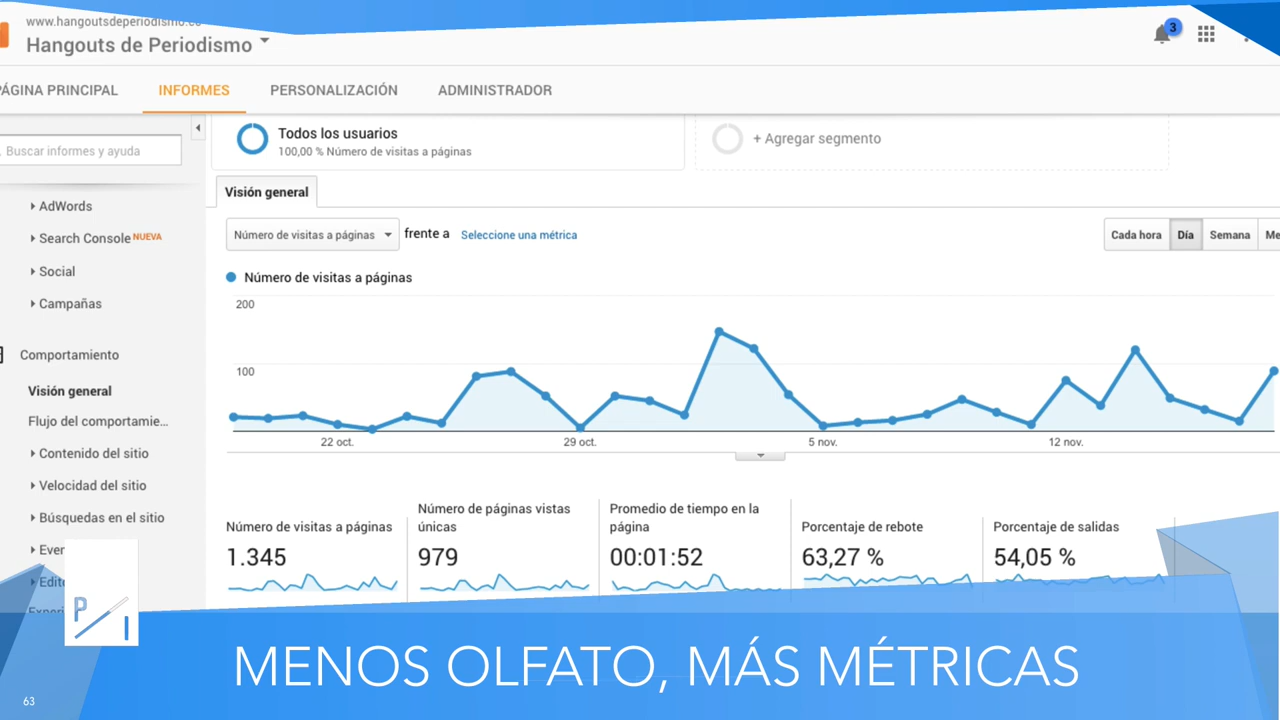 www.hangoutsdeperiodismo.co
Hangouts de Periodismo
3
PÁGINA PRINCIPAL
INFORMES
PERSONALIZACIÓN
ADMINISTRADOR
Buscar informes y ayuda
AdWords
Search Console NUEVA
Social
Campañas
Comportamiento
Visión general
Flujo del comportamie...
Contenido del sitio
Velocidad del sitio
Búsquedas en el sitio
Todos los usuarios
100,00 % Número de visitas a páginas
+ Agregar segmento
Visión general
Número de visitas a páginas
frente a
Seleccione una métrica
Cada hora
Día
Semana
Número de visitas a páginas
200
100
22 oct.
29 oct.
5 nov.
12 nov.
Número de visitas a páginas
1.345
Número de páginas vistas
únicas
979
Promedio de tiempo en la
página
00:01:52
Porcentaje de rebote
63,27 %
Porcentaje de salidas
54,05 %
P/I
MENOS OLFATO, MÁS MÉTRICAS
63